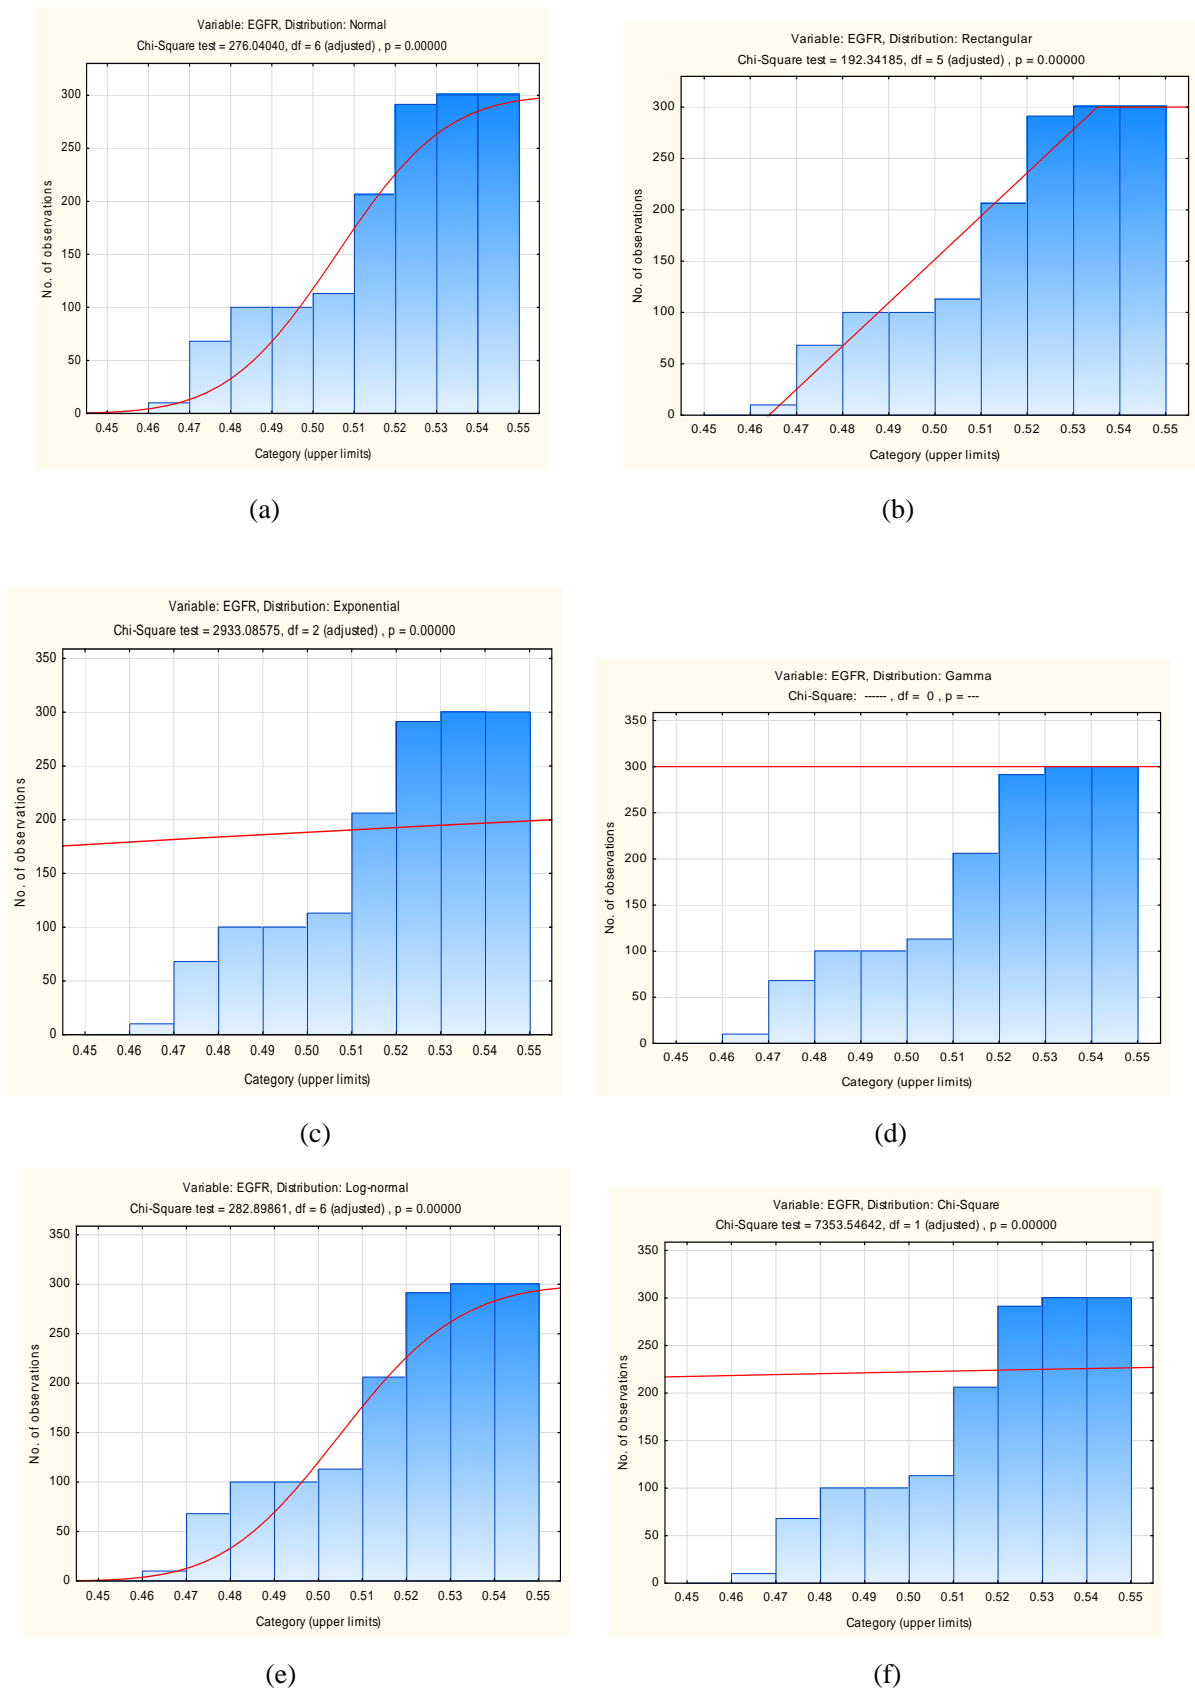 Variable: EGFR, Distribution: Normal
Chi-Square test = 276.04040, df = 6 (adjusted) , p = 0.00000
300
250
200
150
100
50
0
No. of observations
0.45 0.46 0.47 0.48 0.49 0.50 0.51 0.52 0.53 0.54 0.55
Category (upper limits)
(a)
Variable: EGFR, Distribution: Rectangular
Chi-Square test = 192.34185, df = 5 (adjusted) , p = 0.00000
300
250
200
150
100
50
0
No. of observations
0.45 0.46 0.47 0.48 0.49 0.50 0.51 0.52 0.53 0.54 0.55
Category (upper limits)
(b)
Variable: EGFR, Distribution: Exponential
Chi-Square test = 2933.08575, df = 2 (adjusted) , p = 0.00000
350
300
250
200
150
100
50
0
No. of observations
0.45 0.46 0.47 0.48 0.49 0.50 0.51 0.52 0.53 0.54 0.55
Category (upper limits)
(c)
Variable: EGFR, Distribution: Gamma
Chi-Square: ------ , df = 0 , p = ---
350
300
250
200
150
100
50
0
No. of observations
0.45 0.46 0.47 0.48 0.49 0.50 0.51 0.52 0.53 0.54 0.55
Category (upper limits)
(d)
Variable: EGFR, Distribution: Log-normal
Chi-Square test = 282.89861, df = 6 (adjusted) , p = 0.00000
350
300
250
200
150
100
50
0
No. of observations
0.45 0.46 0.47 0.48 0.49 0.50 0.51 0.52 0.53 0.54 0.55
Category (upper limits)
(e)
Variable: EGFR, Distribution: Chi-Square
Chi-Square test = 7353.54642, df = 1 (adjusted) , p = 0.00000
350
300
250
200
150
100
50
0
No. of observations
0.45 0.46 0.47 0.48 0.49 0.50 0.51 0.52 0.53 0.54 0.55
Category (upper limits)
(f)